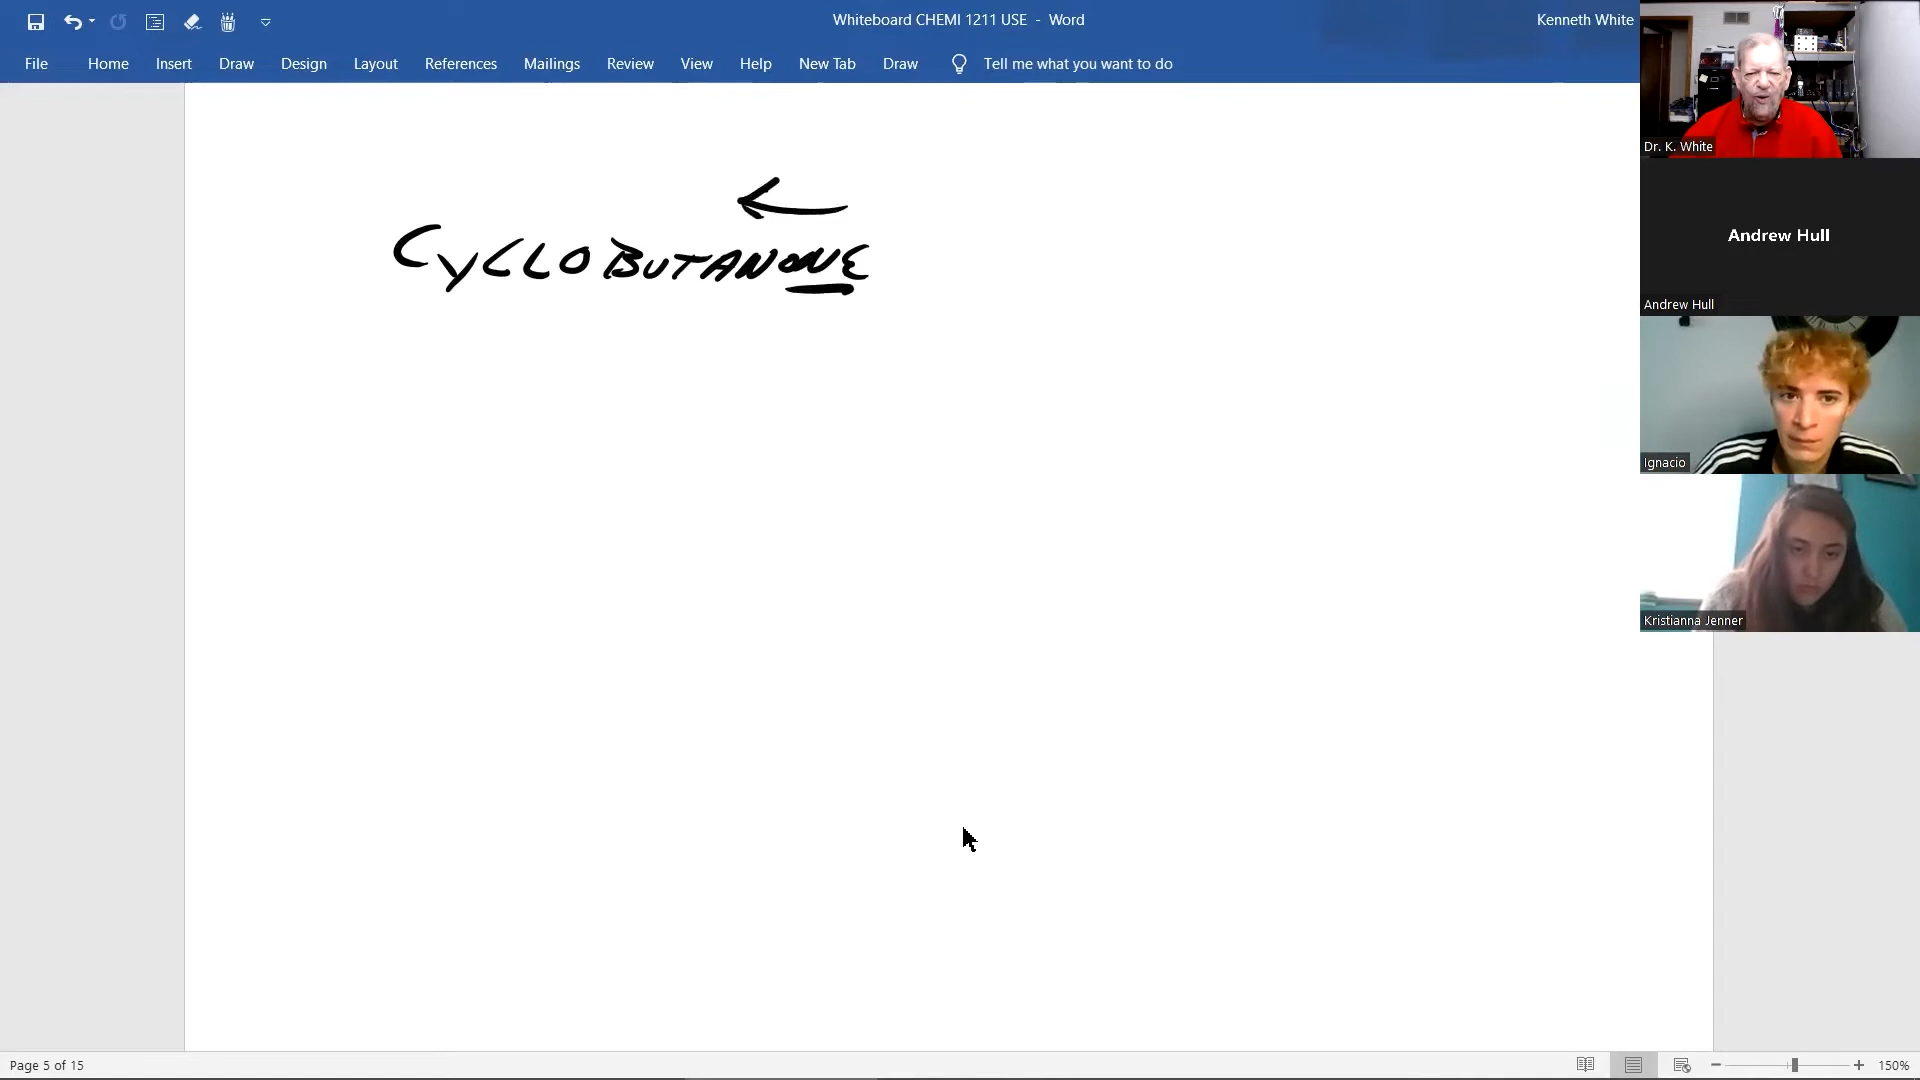 Whiteboard CHEMI 1211 USE - Word
Kenneth White
File Home Insert Draw Design Layout References Mailings Review View Help New Tab Draw Tell me what you want to do
CYCLOBUTANONE
Dr. K. White
Andrew Hull
Andrew Hull
Ignacio
Kristianna Jenner
Page 5 of 15
150%